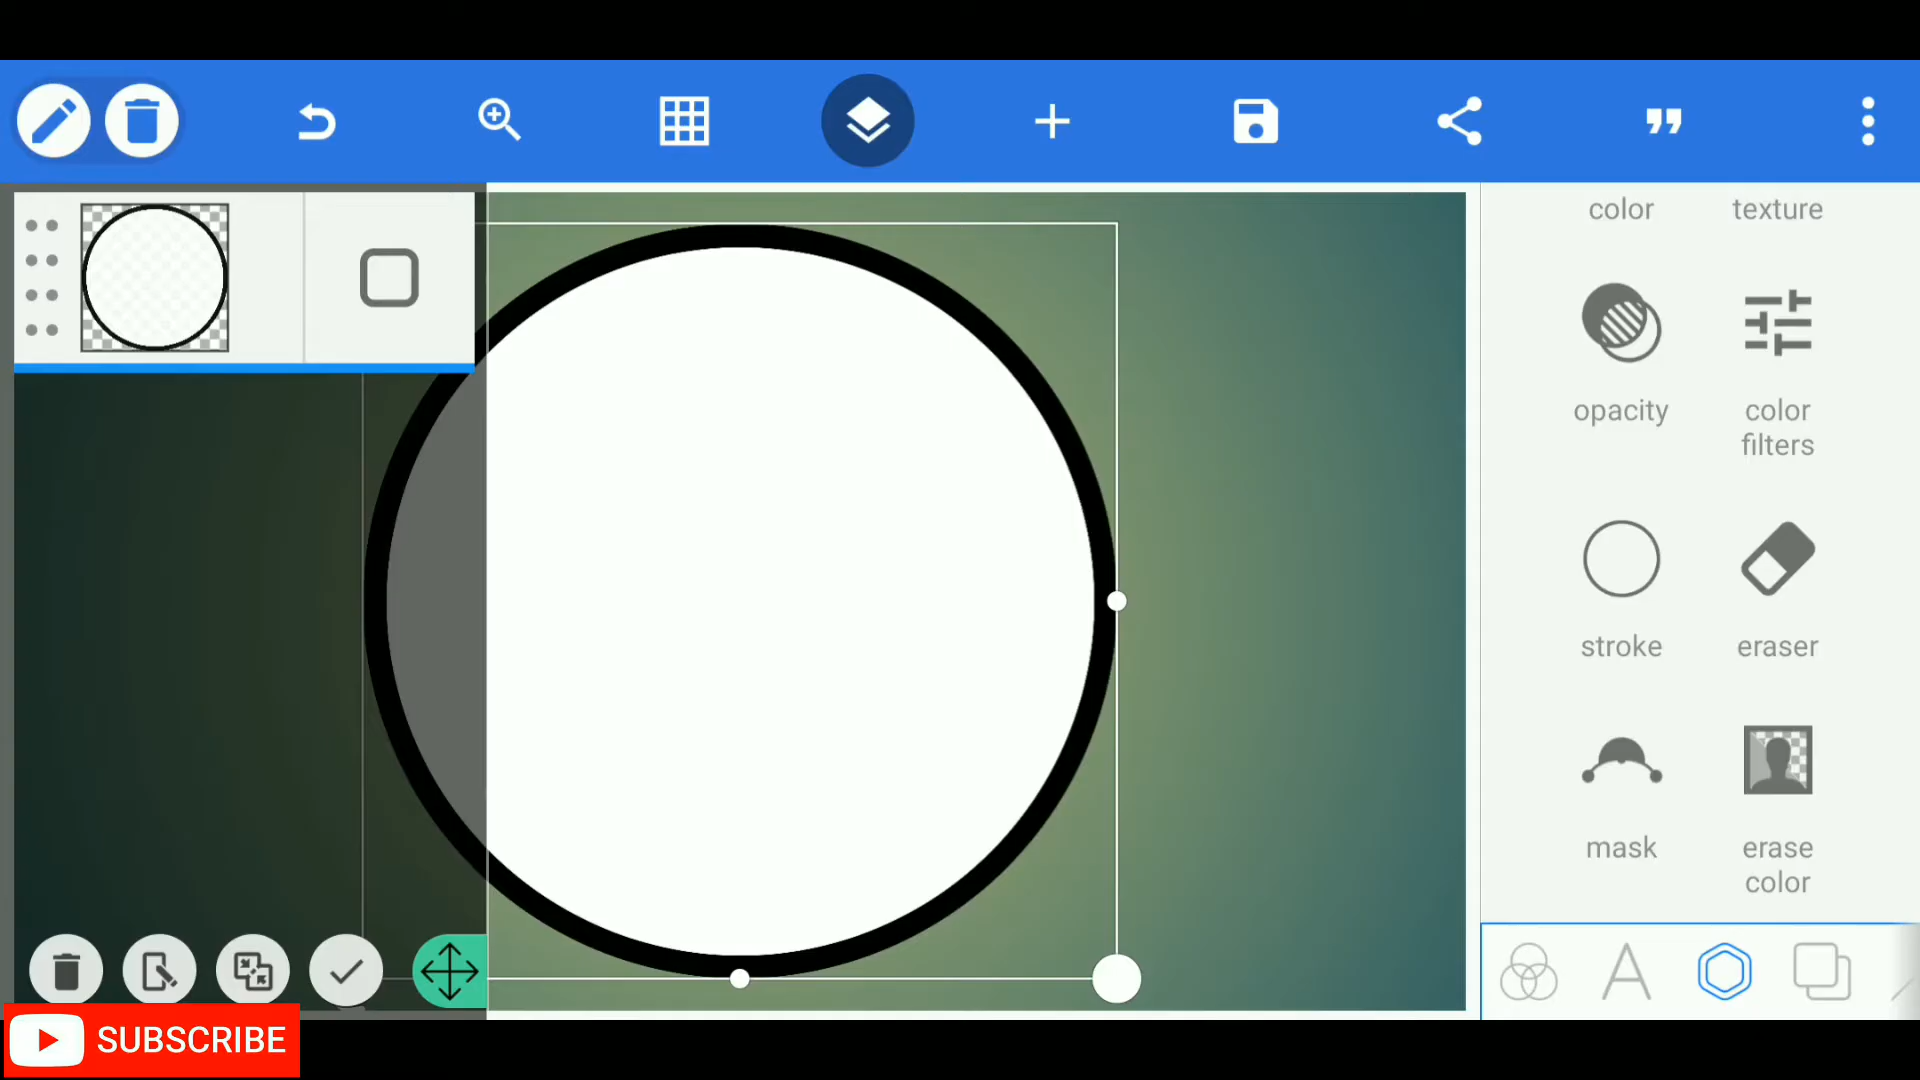 color texture
opacity color
filters
stroke eraser
mask erase
color
SUBSCRIBE